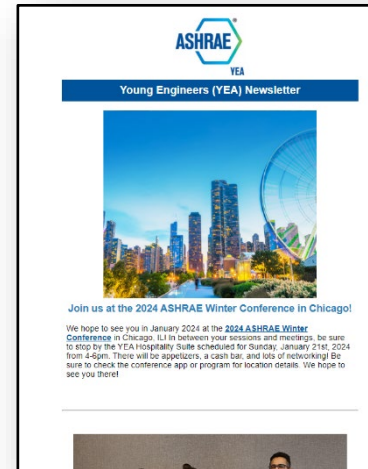 ASHRAE
YEA
Young Engineers (YEA) Newsletter
Join us at the 2024 ASHRAE Winter Conference in Chicago!
We hope to see you in January 2024 at the 2024 ASHRAE Winter
Conference in Chicago, IL! In between your sessions and meetings, be sure
to stop by the YEA Hospitality Suite scheduled for Sunday, January 21st, 2024
from 4-6pm. There will be appetizers, a cash bar, and lots of networking! Be
sure to check the conference app or program for location details. We hope to
see you there!